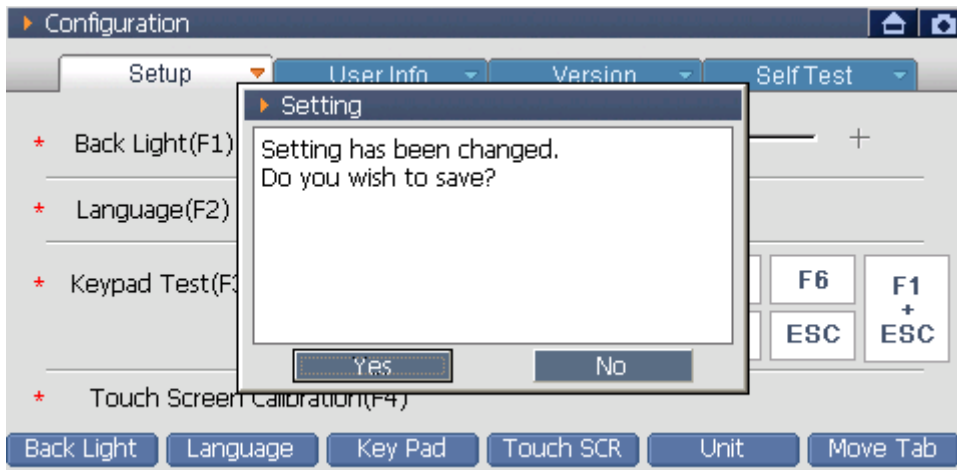 Configuration
Setup
User Info
Version
Self Test
Setting
Setting has been changed.
Do you wish to save?
Yes
No
* Back Light(F1)
+
* Language(F2)
* Keypad Test(F3
F6
ESC
F1
+
ESC
* Touch Screen Calibration(F4)
Back Light
Language
Key Pad
Touch SCR
Unit
Move Tab